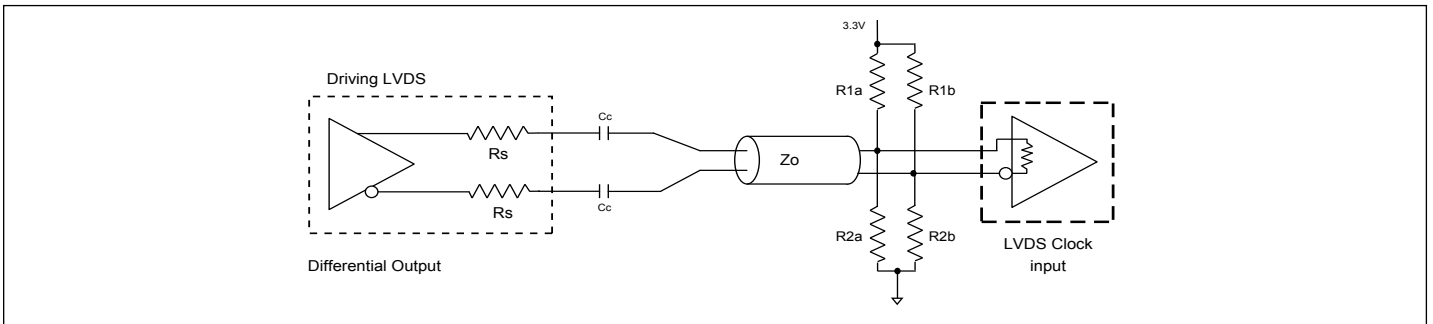 3.3V
Driving LVDS
R1a
R1b
Cc
Rs
Zo
Cc
Rs
R2a
R2b
LVDS Clock
input
Differential Output